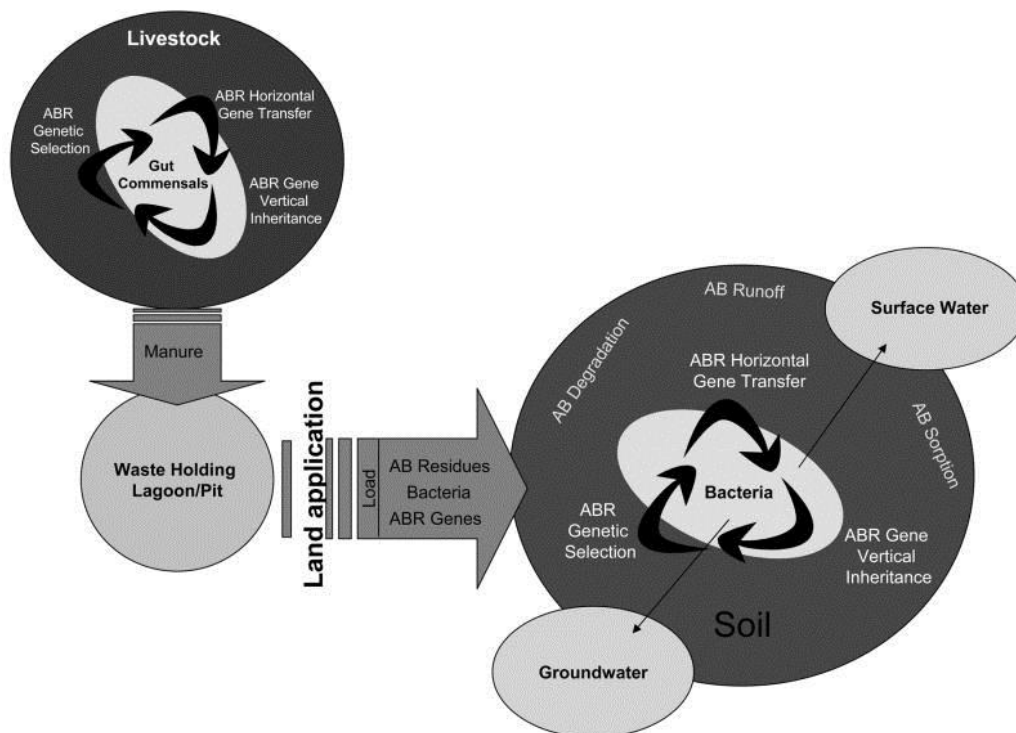 Livestock
ABR Horizontal
Gene Transfer
ABR
Genetic
Selection
Gut
Commensals
ABR Gene
Vertical
Inheritance
Manure
Waste Holding
Lagoon/Pit
Land application
Load
AB Residues
Bacteria
ABR Genes
AB Runoff
Surface Water
AB Degradation
ABR Horizontal
Gene Transfer
AB Sorption
Bacteria
ABR
Genetic
Selection
ABR Gene
Vertical
Inheritance
Soil
Groundwater